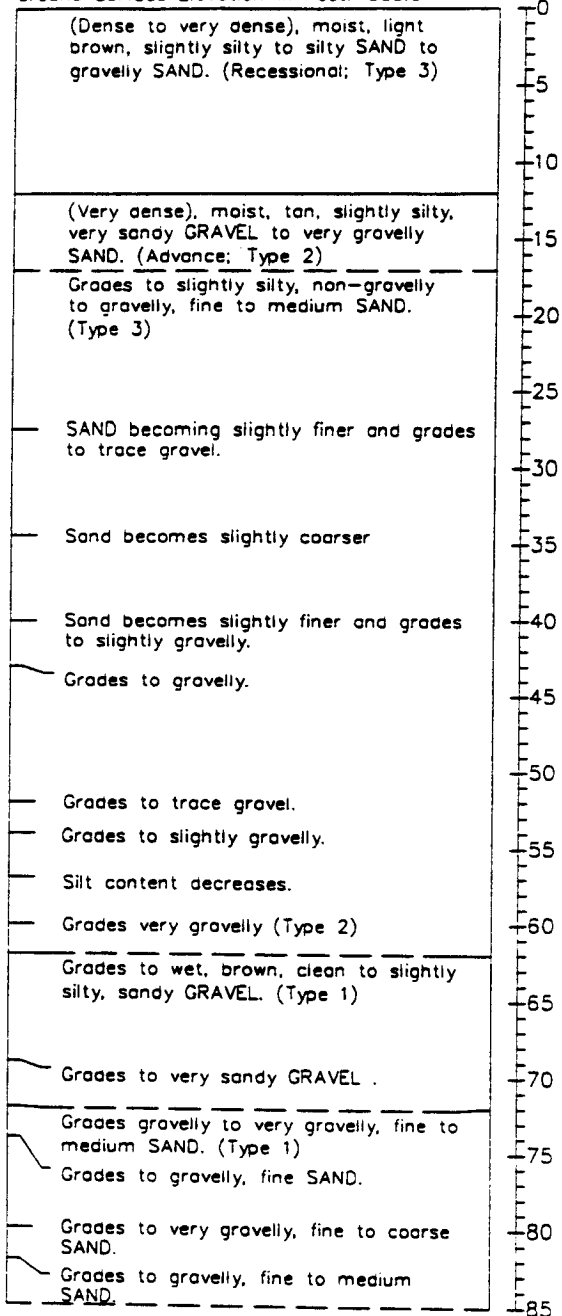 (Dense to very dense), moist, light
brown, slightly silty to silty SAND to
gravelly SAND. (Recessional; Type 3)
(Very dense), moist, tan, slightly silty,
very sandy GRAVEL to very gravelly
SAND. (Advance; Type 2)
Grades to slightly silty, non-gravelly
to gravelly, fine to medium SAND.
(Type 3)
SAND becoming slightly finer and grades
to trace gravel.
Sand becomes slightly coarser
Sand becomes slightly finer and grades
to slightly gravelly.
Grades to gravelly.
Grades to trace gravel.
Grades to slightly gravelly.
Silt content decreases.
Grades very gravelly (Type 2)
Grades to wet, brown, clean to slightly
silty, sandy GRAVEL. (Type 1)
Grades to very sandy GRAVEL .
Grades gravelly to very gravelly, fine to
medium SAND. (Type 1)
Grades to gravelly, fine SAND.
Grades to very gravelly, fine to coarse
SAND.
Grades to gravelly, fine to medium
SAND.
0
5
10
15
20
25
30
35
40
45
50
55
60
65
70
75
80
85